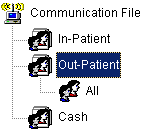 Communication File
In-Patient
Out-Patient
All
Cash